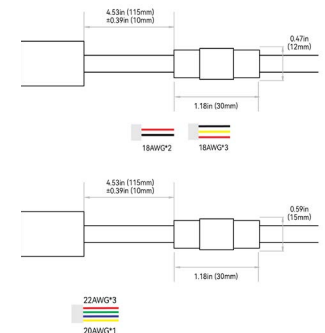 4.53in (115mm)
±0.39in (10mm)
0.47in
(12mm)
1.18in (30mm)
18AWG*2
18AWG*3
4.53in (115mm)
±0.39in (10mm)
0.59in
(15mm)
1.18in (30mm)
22AWG*3
20AWG*1